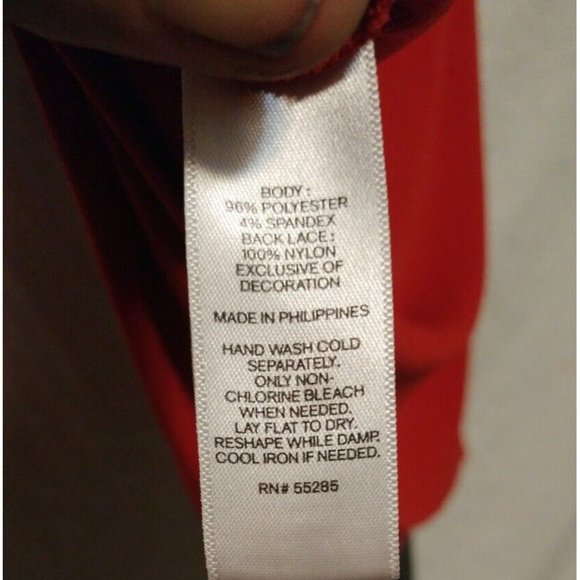 BODY:
96% POLYESTER
4% SPANDEX
BACK LACE:
100% NYLON
EXCLUSIVE OF
DECORATION
MADE IN PHILIPPINES
HAND WASH COLD
SEPARATELY.
ONLY NON-
CHLORINE BLEACH
WHEN NEEDED.
LAY FLAT TO DRY.
RESHAPE WHILE DAMP.
COOL IRON IF NEEDED.
RN# 55285